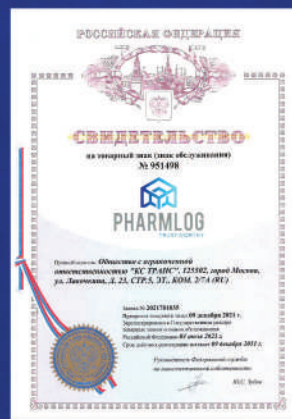 РОССИЙСКАЯ ФЕДЕРАЦИЯ
СВИДЕТЕЛЬСТВО
на товарный знак (знак обслуживания)
№ 951498
PHARMLOG
Правообладатель: Общество с ограниченной
ответственностью "КС ТРАНС", 125502, город Москва,
ул. Лавочкина, Д. 23, СТР.5, ЭТ., КОМ. 2/7А (RU)
Заявка № 2021781835
Приоритет товарного знака 09 декабря 2021 г.
Зарегистрировано в Государственном реестре
товарных знаков и знаков обслуживания
Российской Федерации
Срок действия регистрации истекает 09 декабря 2031 г.
Руководитель Федеральной службы
по интеллектуальной собственности
Ю.С. Зубов